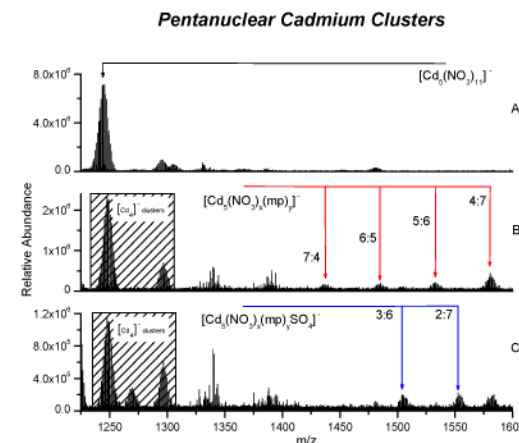 Pentanuclear Cadmium Clusters
8.0x10⁶
4.0x10⁶
0.0
[Cd₅(NO₃)₁₁]⁻
A
Relative Abundance
2x10⁶
1x10⁶
0
[Cd₄]⁻ clusters
[Cd₅(NO₃)ₓ(mp)ᵧ]⁻
7:4
6:5
5:6
4:7
B
1.2x10⁶
8.0x10⁵
4.0x10⁵
0.0
[Cd₄]⁻ clusters
[Cd₅(NO₃)ₓ(mp)ᵧSO₄]⁻
3:6
2:7
C
1250 1300 1350 1400 1450 1500 1550 160
m/z